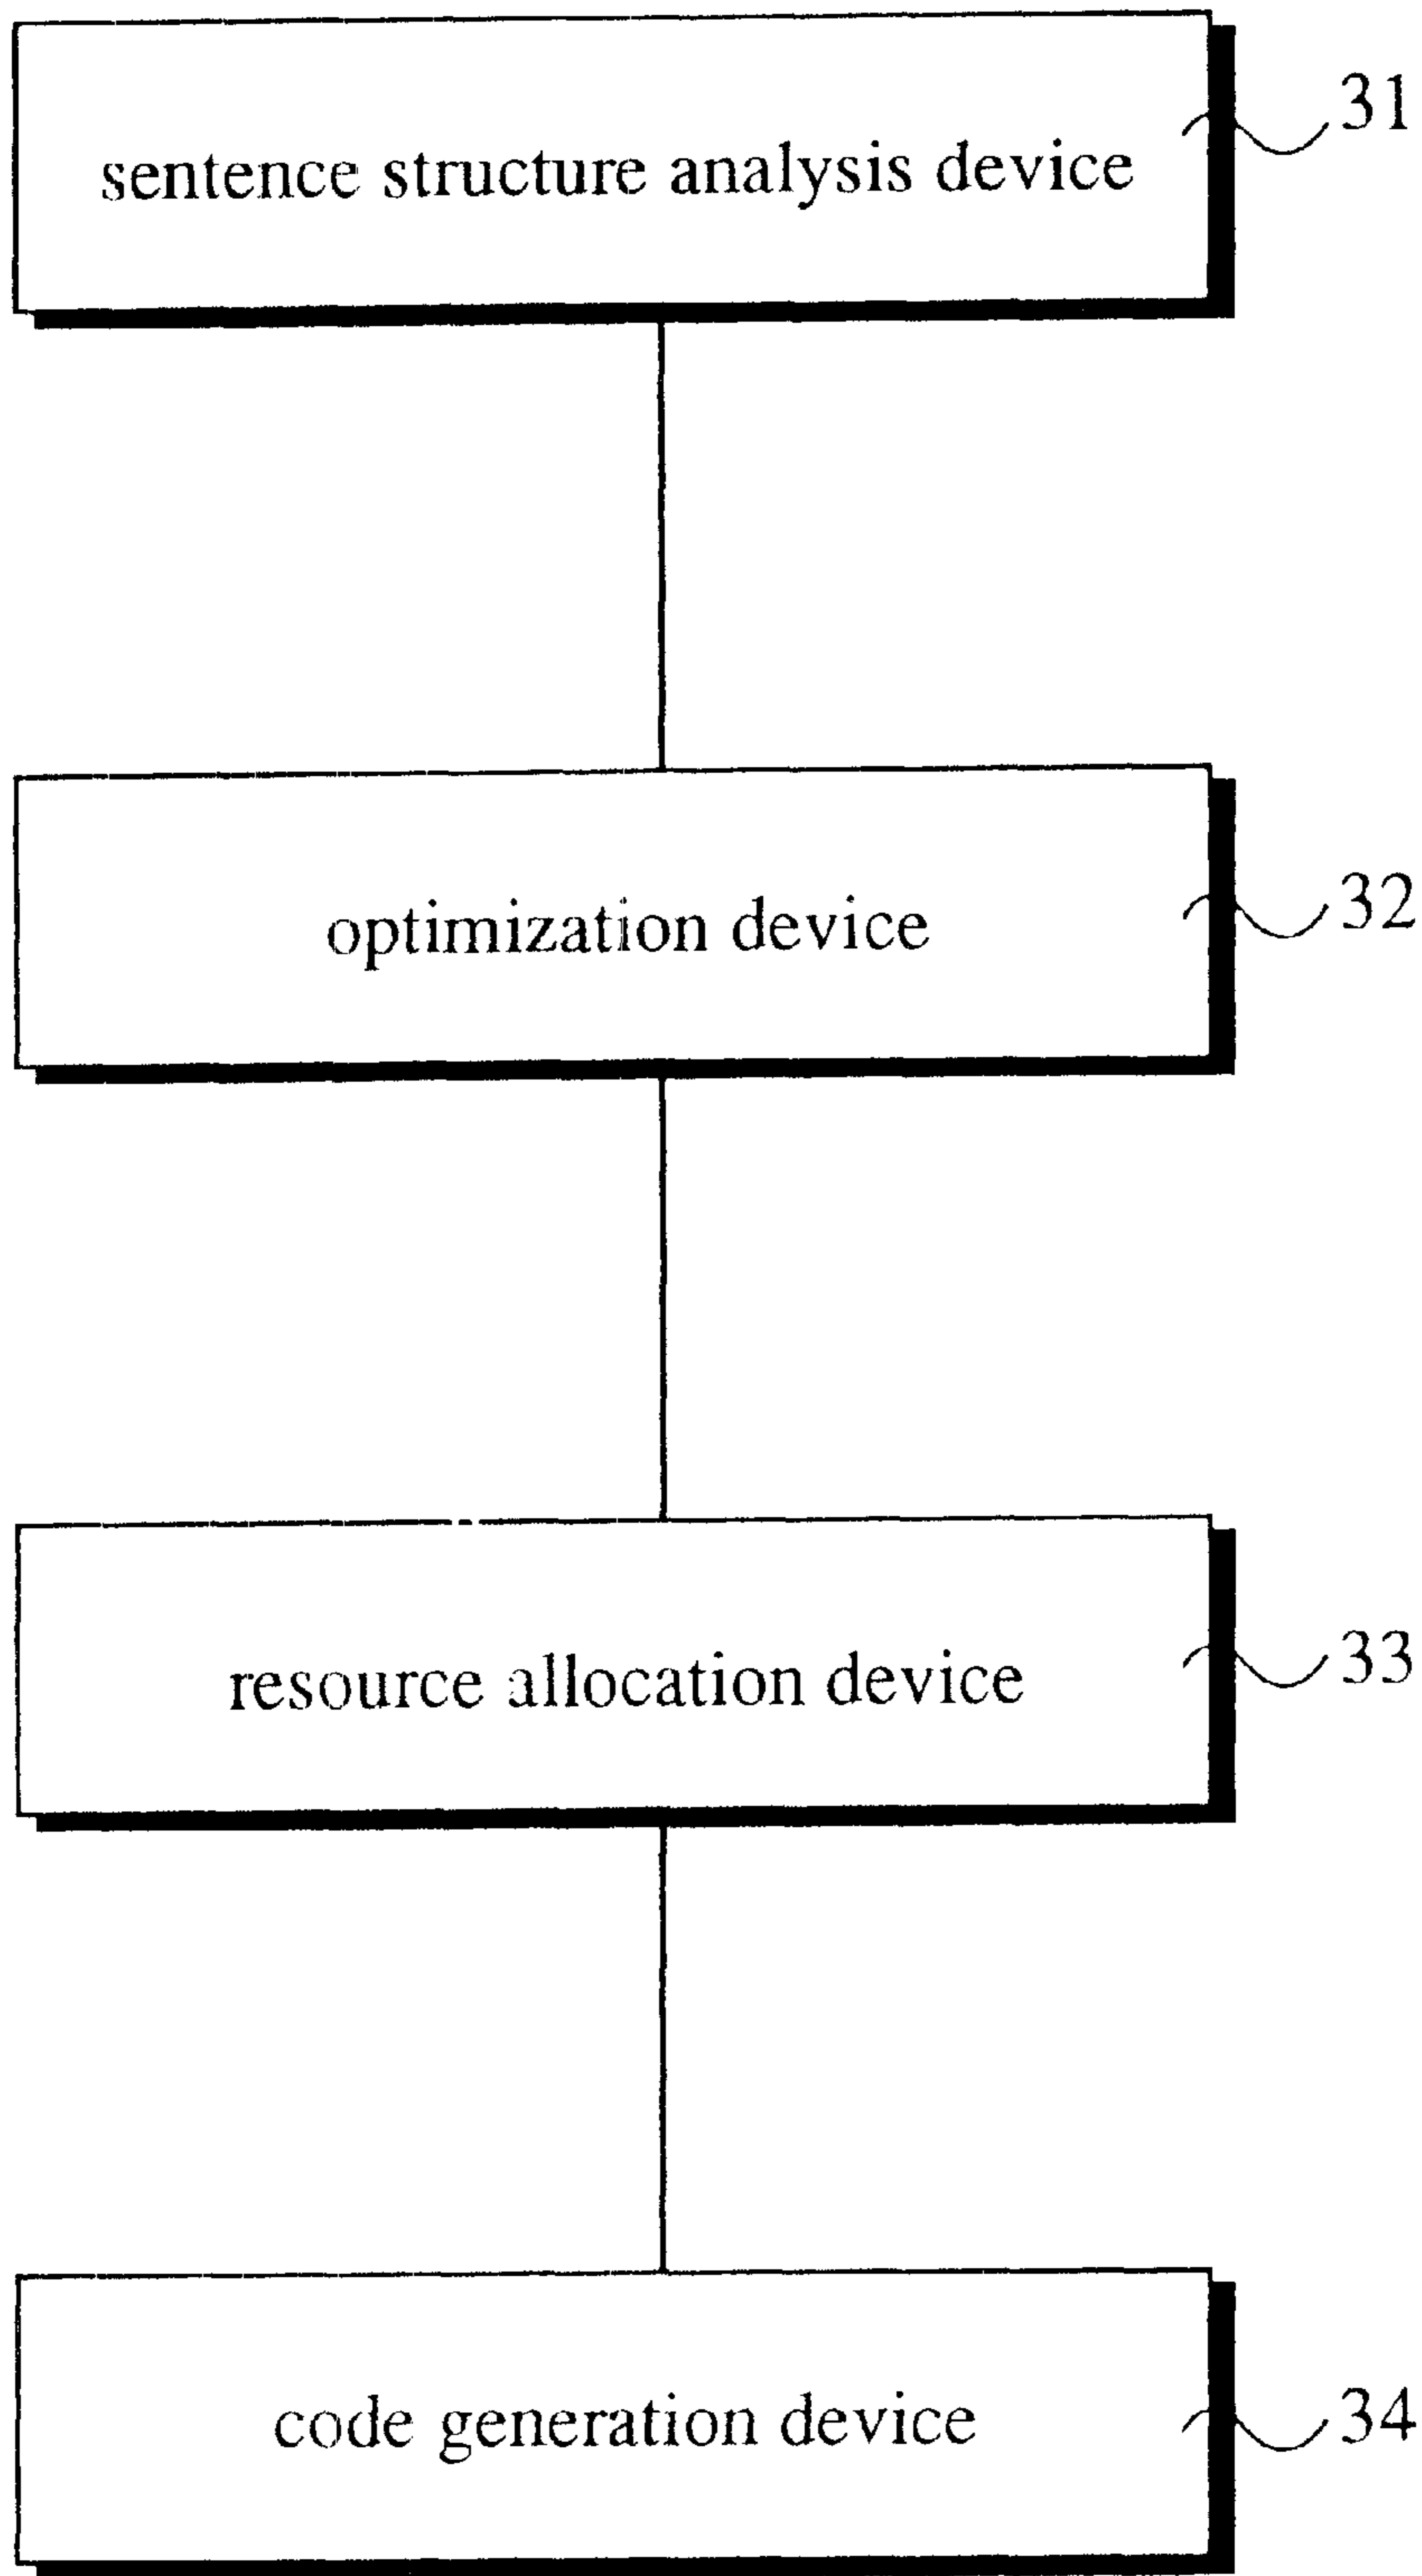 sentence structure analysis device
31
optimization device
32
resource allocation device
33
code generation device
34